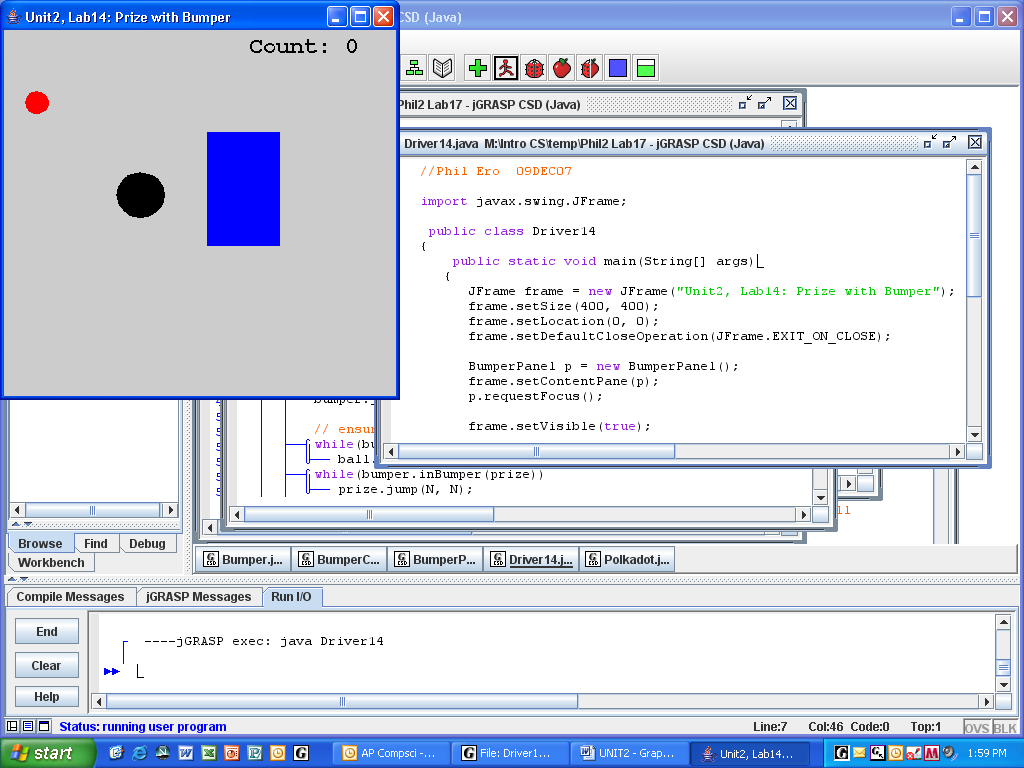 Unit2, Lab14: Prize with Bumper
CSD (Java)
Count: 0
Phil2 Lab17 - jGRASP CSD (Java)
Driver14.java M:\Intro CS\temp\Phil2 Lab17 - jGRASP CSD (Java)
//Phil Ero 09DEC07
import javax.swing.JFrame;
public class Driver14
{
public static void main(String[] args)
{
JFrame frame = new JFrame("Unit2, Lab14: Prize with Bumper");
frame.setSize(400, 400);
frame.setLocation(0, 0);
frame.setDefaultCloseOperation(JFrame.EXIT_ON_CLOSE);
BumperPanel p = new BumperPanel();
frame.setContentPane(p);
p.requestFocus();
frame.setVisible(true);
// ensur
while(bu
ball.
while(bumper.inBumper(prize))
prize.jump(N, N);
Browse Find Debug
Workbench
Bumper.j... BumperC... BumperP... Driver14.j... Polkadot.j...
Compile Messages jGRASP Messages Run I/O
End
Clear
Help
----jGRASP exec: java Driver14
Status: running user program
Line:7 Col:46 Code:0 Top:1 OVS BLK
start
AP Compsci -... File: Driver1... UNIT2 - Grap... Unit2, Lab14...
1:59 PM